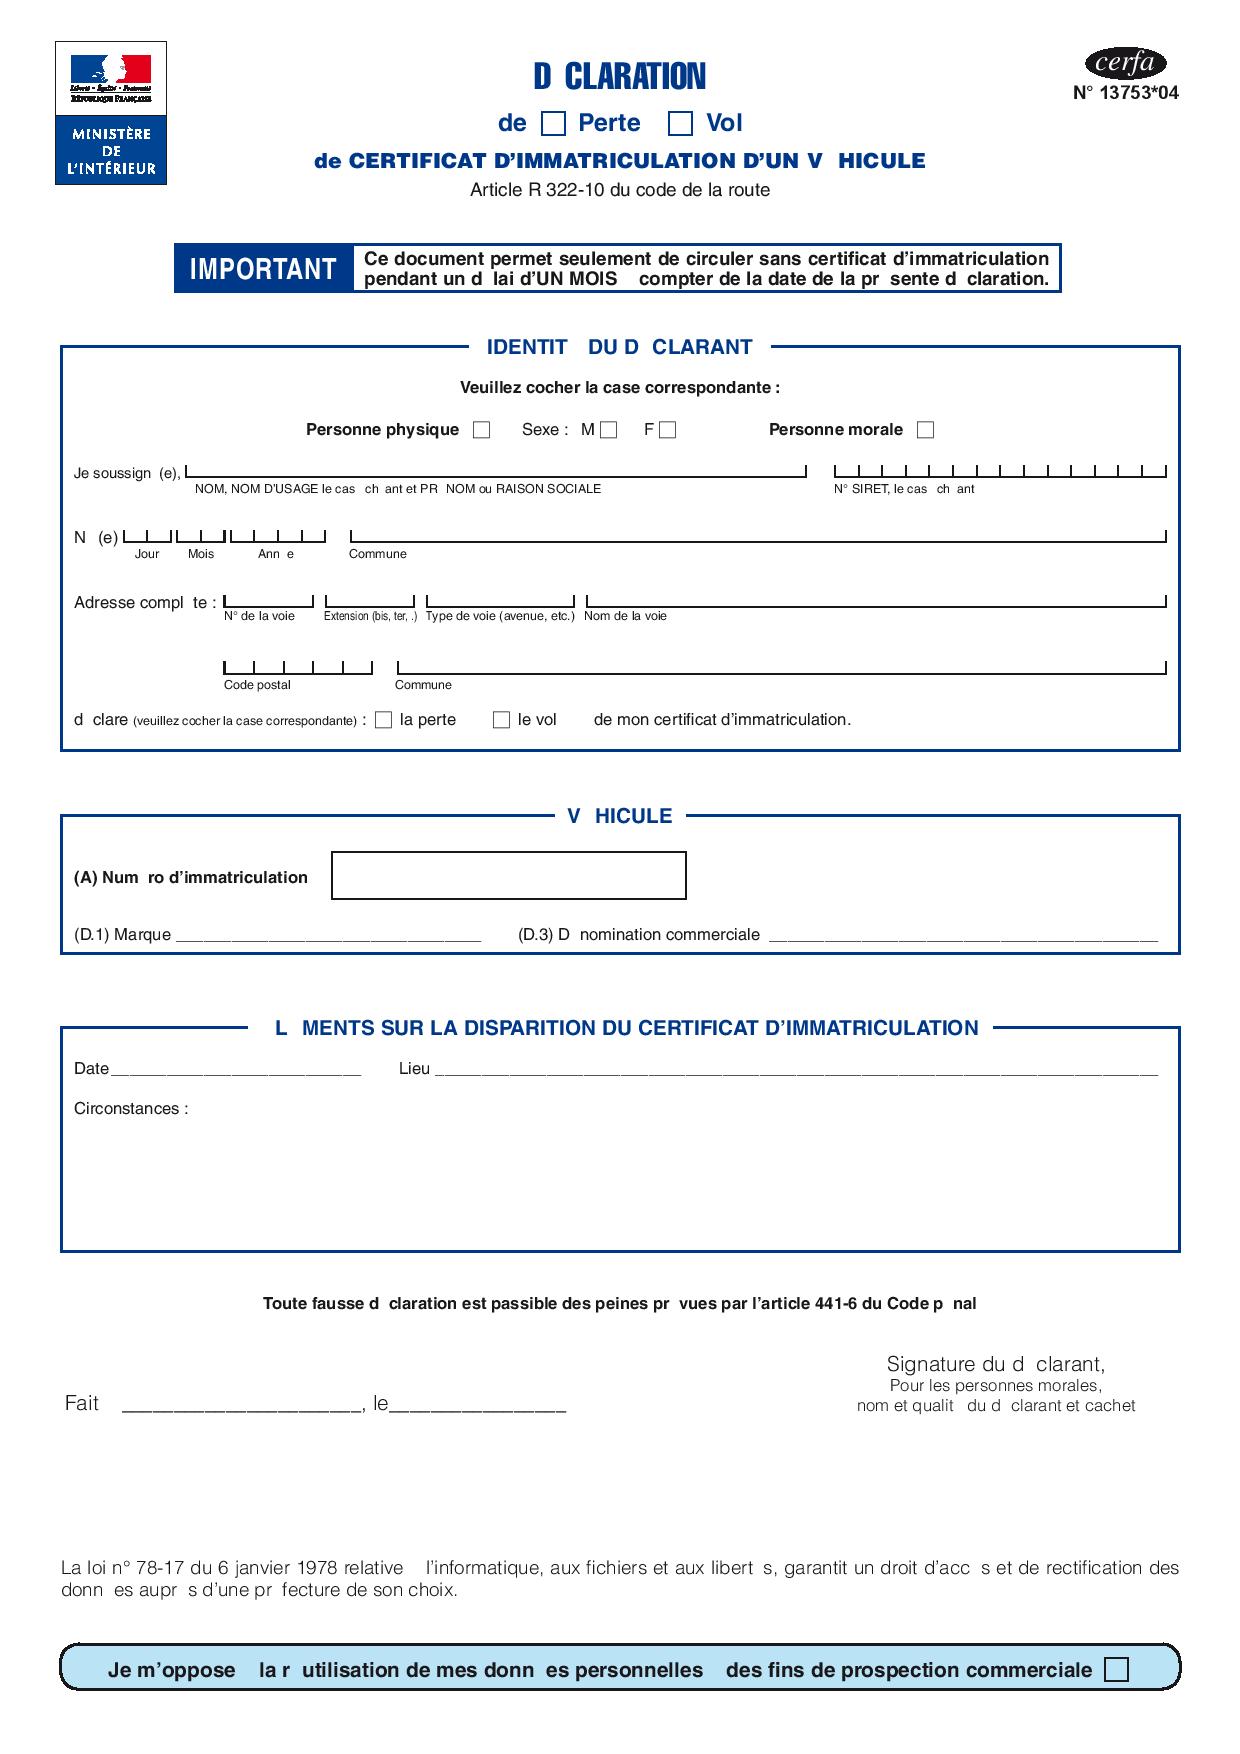 Liberté • Égalité • Fraternité
RÉPUBLIQUE FRANÇAISE
MINISTÈRE
DE
L'INTÉRIEUR
D CLARATION
de Perte Vol
de CERTIFICAT D'IMMATRICULATION D'UN V HICULE
Article R 322-10 du code de la route
cerfa
N° 13753*04
IMPORTANT
Ce document permet seulement de circuler sans certificat d'immatriculation
pendant un d lai d'UN MOIS compter de la date de la pr sente d claration.
IDENTIT DU D CLARANT
Veuillez cocher la case correspondante :
Personne physique Sexe : M F Personne morale
Je soussign (e),
NOM, NOM D'USAGE le cas ch ant et PR NOM ou RAISON SOCIALE N° SIRET, le cas ch ant
N (e)
Jour Mois Ann e Commune
Adresse compl te :
N° de la voie Extension (bis, ter, .) Type de voie (avenue, etc.) Nom de la voie
Code postal Commune
d clare (veuillez cocher la case correspondante) : la perte le vol de mon certificat d'immatriculation.
V HICULE
(A) Num ro d'immatriculation
(D.1) Marque _________________________________ (D.3) D nomination commerciale __________________________________________
L MENTS SUR LA DISPARITION DU CERTIFICAT D'IMMATRICULATION
Date___________________________ Lieu ______________________________________________________________________________
Circonstances :
Toute fausse d claration est passible des peines pr vues par l'article 441-6 du Code p nal
Signature du d clarant,
Pour les personnes morales,
nom et qualit du d clarant et cachet
Fait _______________________, le_________________
La loi n° 78-17 du 6 janvier 1978 relative l'informatique, aux fichiers et aux libert s, garantit un droit d'acc s et de rectification des
donn es aupr s d'une pr fecture de son choix.
Je m'oppose la r utilisation de mes donn es personnelles des fins de prospection commerciale